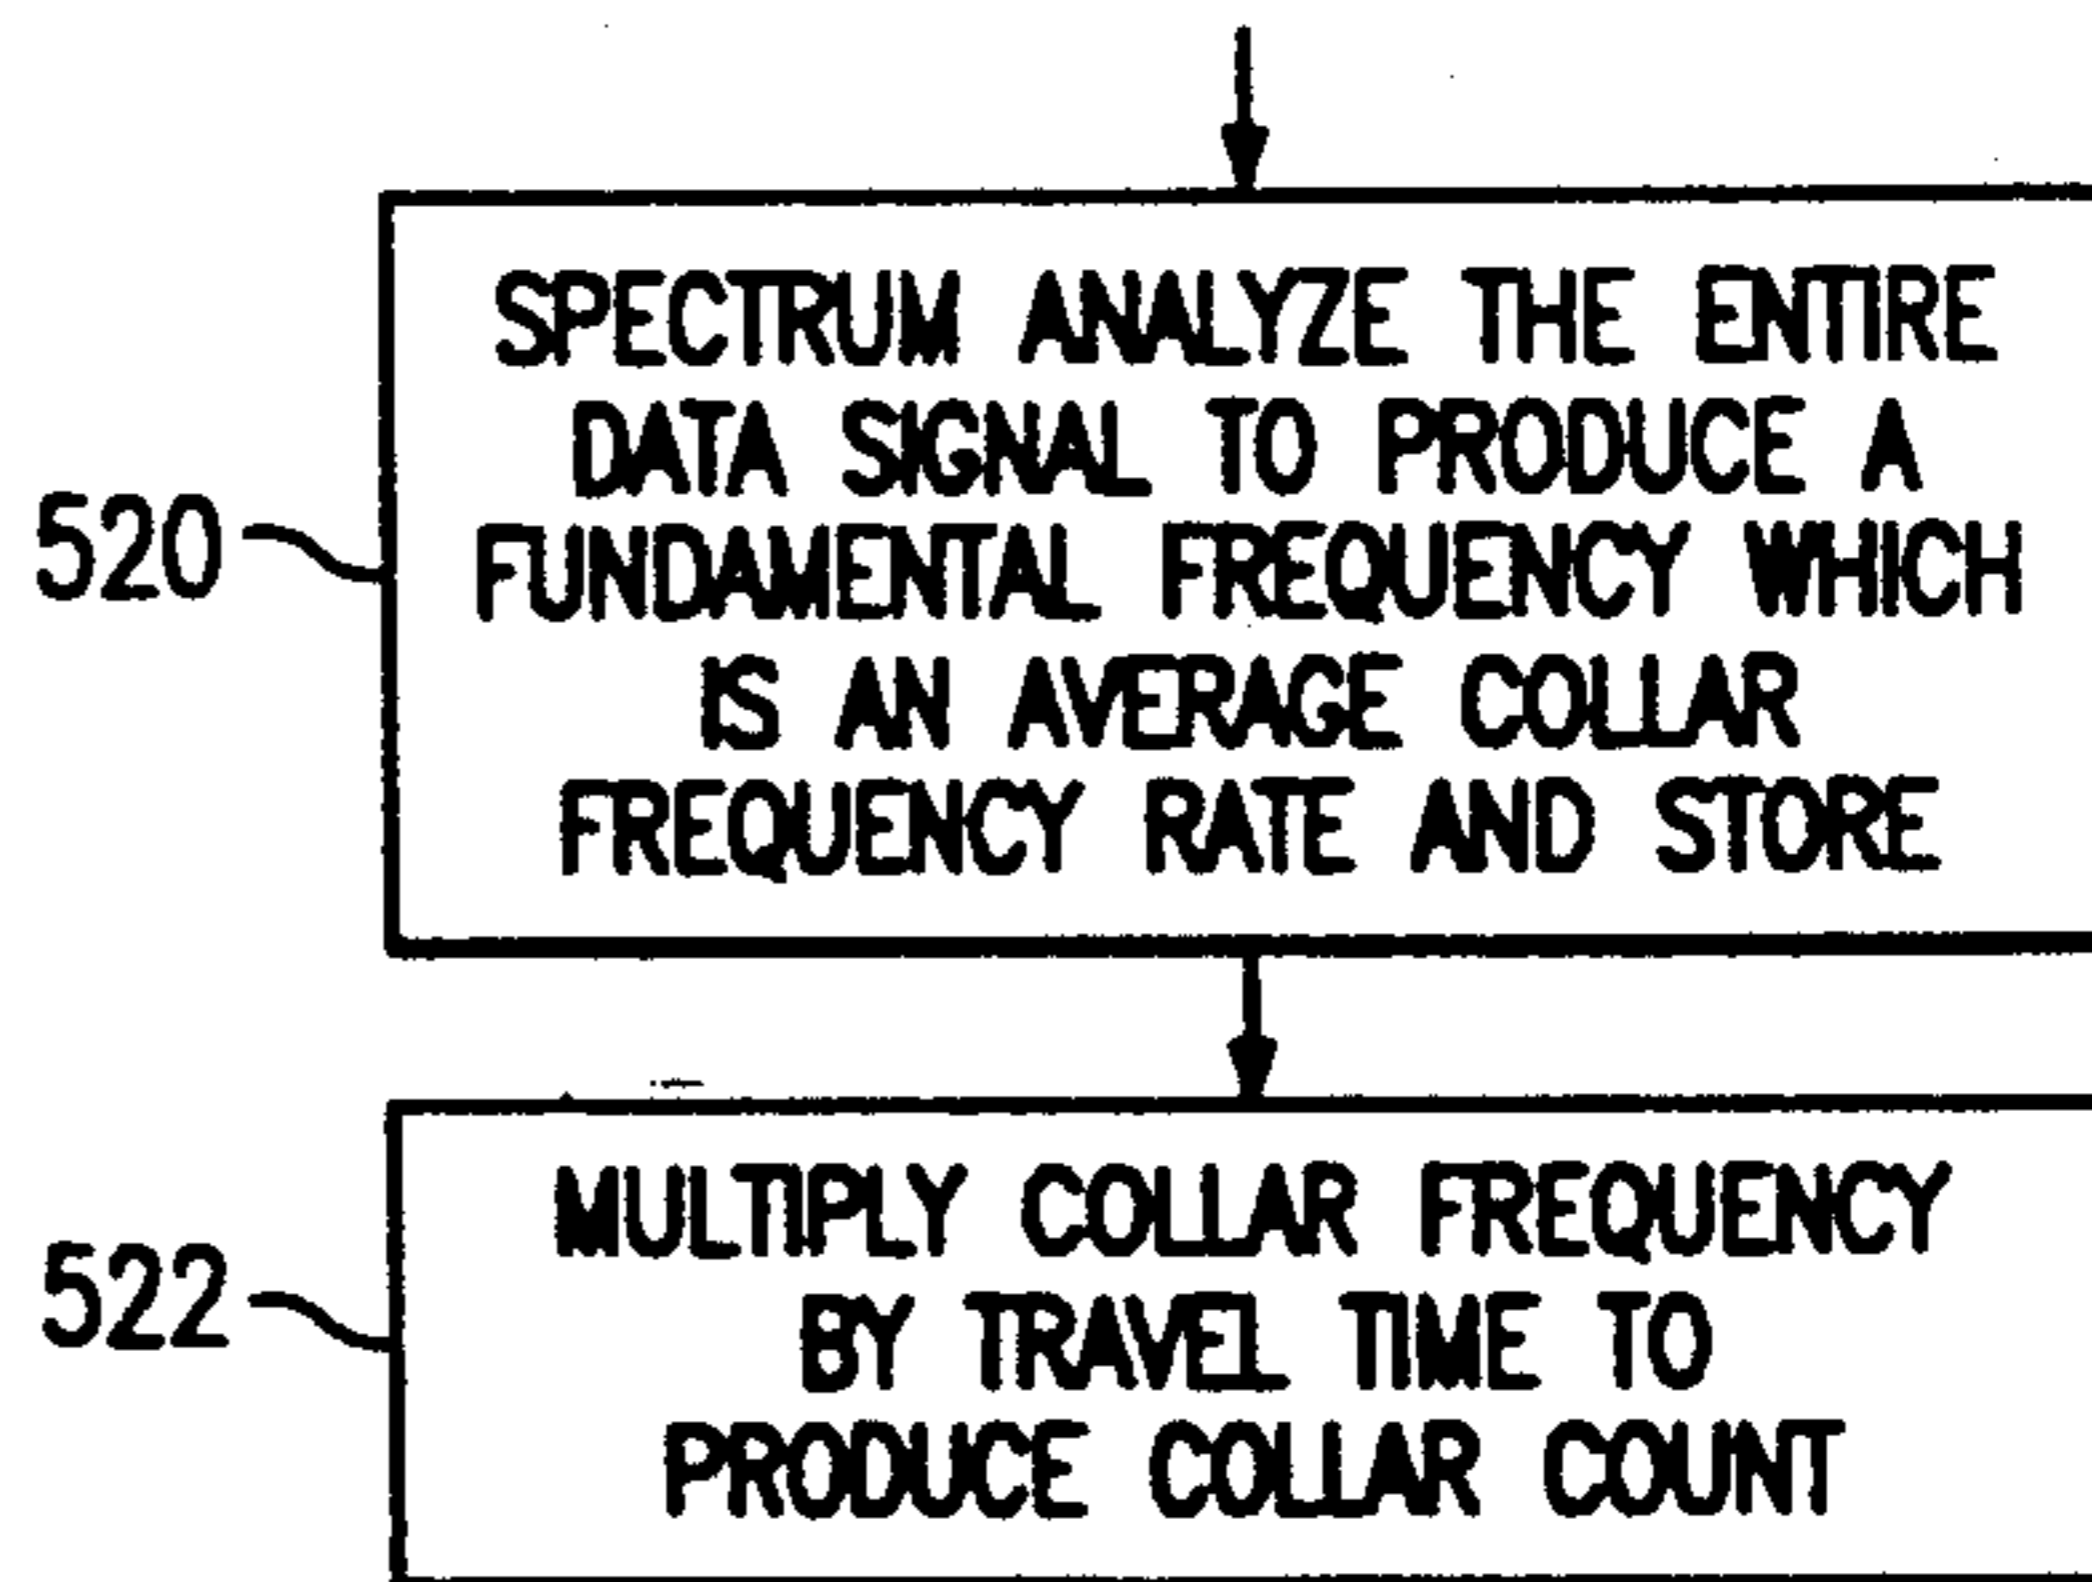 SPECTRUM ANALYZE THE ENTIRE
DATA SIGNAL TO PRODUCE A
FUNDAMENTAL FREQUENCY WHICH
IS AN AVERAGE COLLAR
FREQUENCY RATE AND STORE
520
MULTIPLY COLLAR FREQUENCY
BY TRAVEL TIME TO
PRODUCE COLLAR COUNT
522